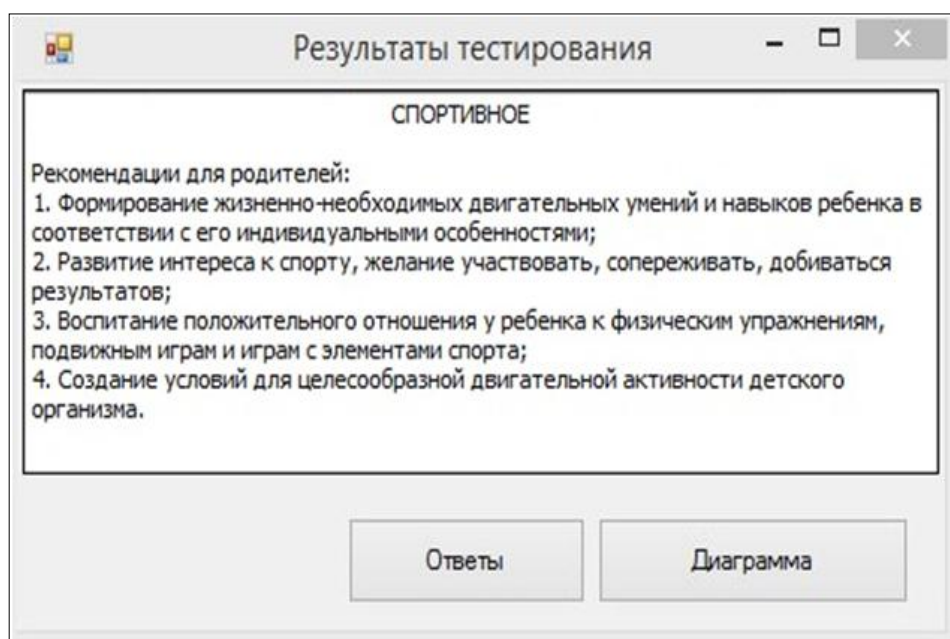 Результаты тестирования
СПОРТИВНОЕ
Рекомендации для родителей:
1. Формирование жизненно-необходимых двигательных умений и навыков ребенка в
соответствии с его индивидуальными особенностями;
2. Развитие интереса к спорту, желание участвовать, сопереживать, добиваться
результатов;
3. Воспитание положительного отношения у ребенка к физическим упражнениям,
подвижным играм и играм с элементами спорта;
4. Создание условий для целесообразной двигательной активности детского
организма.
Ответы
Диаграмма